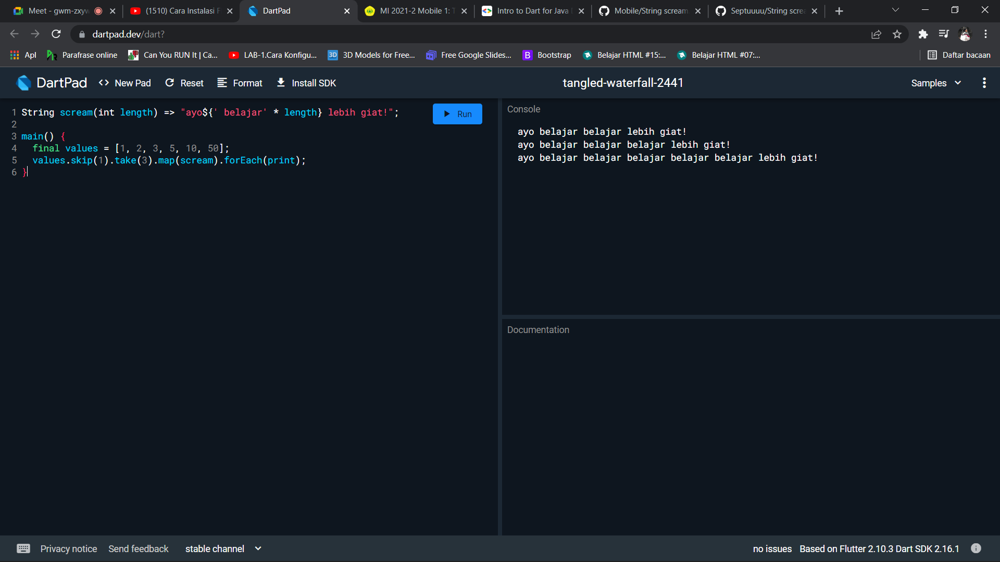 Meet - gwm-zxyw
(1510) Cara Instalasi F
DartPad
MI 2021-2 Mobile 1: T
Intro to Dart for Java
Mobile/String scream
Septuuuu/String screa
dartpad.dev/dart?
Apl
Parafrase online
Can You RUN It | Ca...
LAB-1.Cara Konfigu...
3D Models for Free...
Free Google Slides...
Bootstrap
Belajar HTML #15:...
Belajar HTML #07:...
Daftar bacaan
DartPad
New Pad
Reset
Format
Install SDK
tangled-waterfall-2441
Samples
1 String scream(int length) => "ayo${' belajar' * length} lebih giat!";
2
3 main() {
4   final values = [1, 2, 3, 5, 10, 50];
5   values.skip(1).take(3).map(scream).forEach(print);
6 }
Run
Console
ayo belajar belajar lebih giat!
ayo belajar belajar belajar lebih giat!
ayo belajar belajar belajar belajar belajar lebih giat!
Documentation
Privacy notice
Send feedback
stable channel
no issues
Based on Flutter 2.10.3 Dart SDK 2.16.1